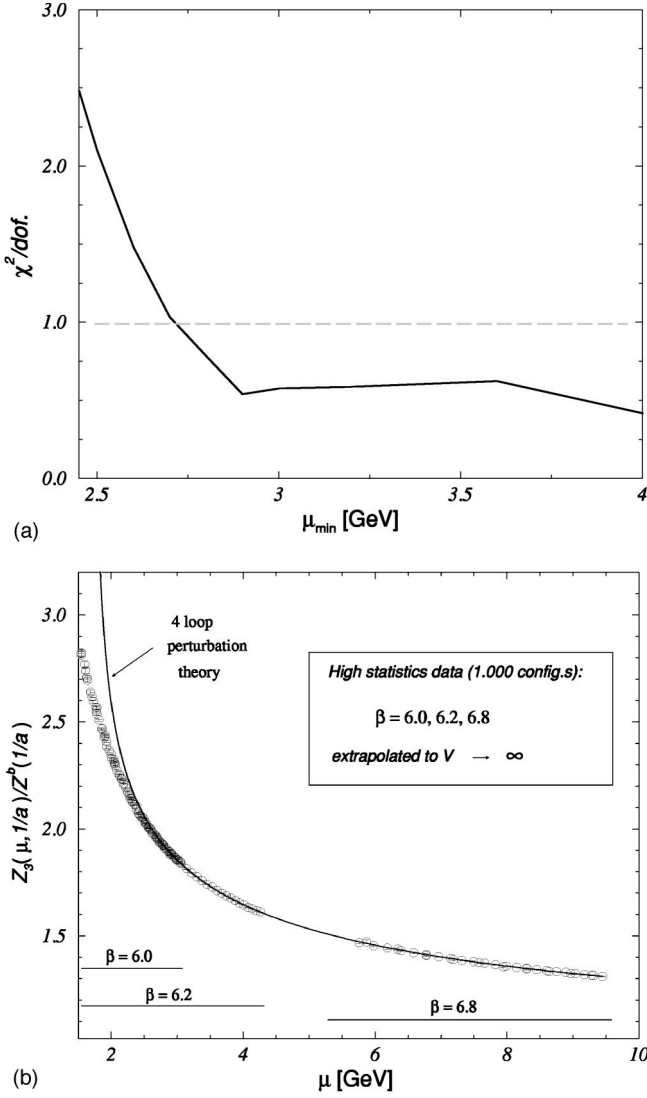 3.0
2.0
χ²/dof.
1.0
0.0
2.5 3 3.5 4
μmin [GeV]
(a)
3.0
4 loop
perturbation
theory
High statistics data (1.000 config.s):
β = 6.0, 6.2, 6.8
extrapolated to V → ∞
2.5
Z₃(μ,1/a)/Zᵇ(1/a)
2.0
1.5
β = 6.0
β = 6.2
β = 6.8
2 4 6 8 10
μ [GeV]
(b)